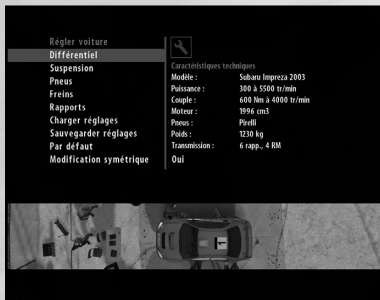 Régler voiture
Différentiel
Suspension
Pneus
Freins
Rapports
Charger réglages
Sauvegarder réglages
Par défaut
Modification symétrique
Oui
Caractéristiques techniques
Modèle : Subaru Impreza 2003
Puissance : 300 à 5500 tr/min
Couple : 600 Nm à 4000 tr/min
Moteur : 1996 cm3
Pneus : Pirelli
Poids : 1230 kg
Transmission : 6 rapp., 4 RM
1